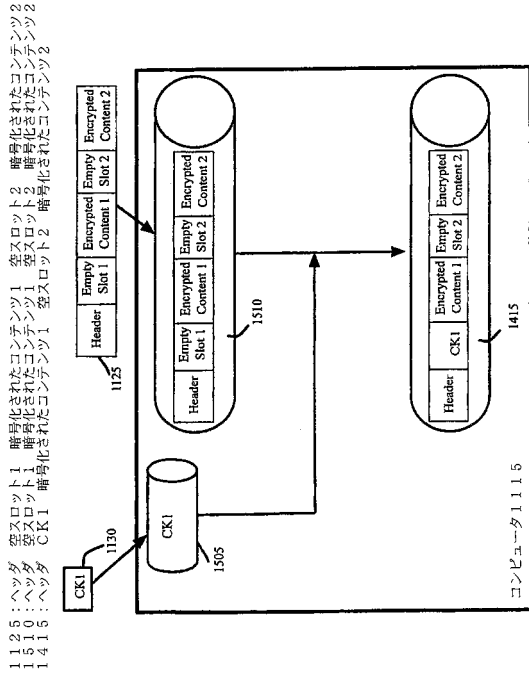 1125:ヘッダ 空スロット1 暗号化されたコンテンツ1 空スロット2 暗号化されたコンテンツ2
1510:ヘッダ 空スロット1 暗号化されたコンテンツ1 空スロット2 暗号化されたコンテンツ2
1415:ヘッダ CK1 暗号化されたコンテンツ1 空スロット2 暗号化されたコンテンツ2
CK1
1130
Header
Empty
Slot 1
Encrypted
Content 1
Empty
Slot 2
Encrypted
Content 2
1125
CK1
1505
Header
Empty
Slot 1
Encrypted
Content 1
Empty
Slot 2
Encrypted
Content 2
1510
Header
CK1
Encrypted
Content 1
Empty
Slot 2
Encrypted
Content 2
1415
コンピュータ1115